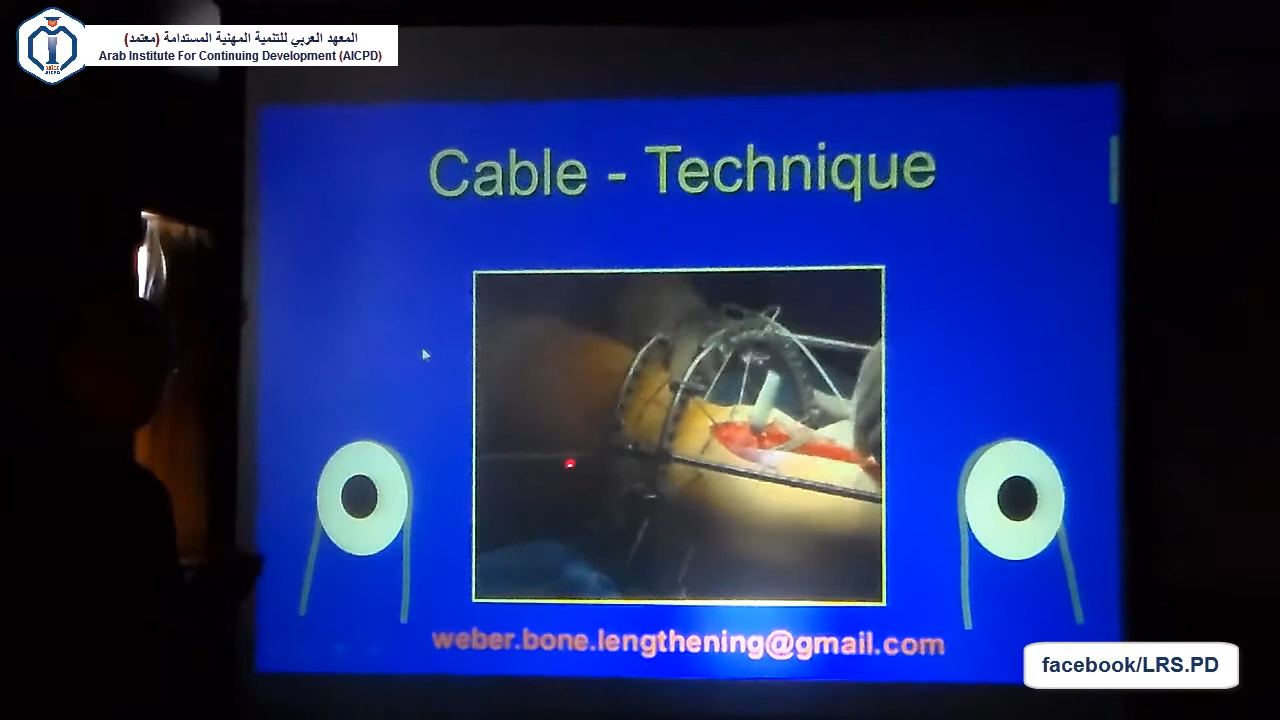 المعهد العربي للتنمية المهنية المستدامة (معتمد)
Arab Institute For Continuing Development (AICPD)
AICPD
Cable - Technique
weber.bone.lengthening@gmail.com
facebook/LRS.PD